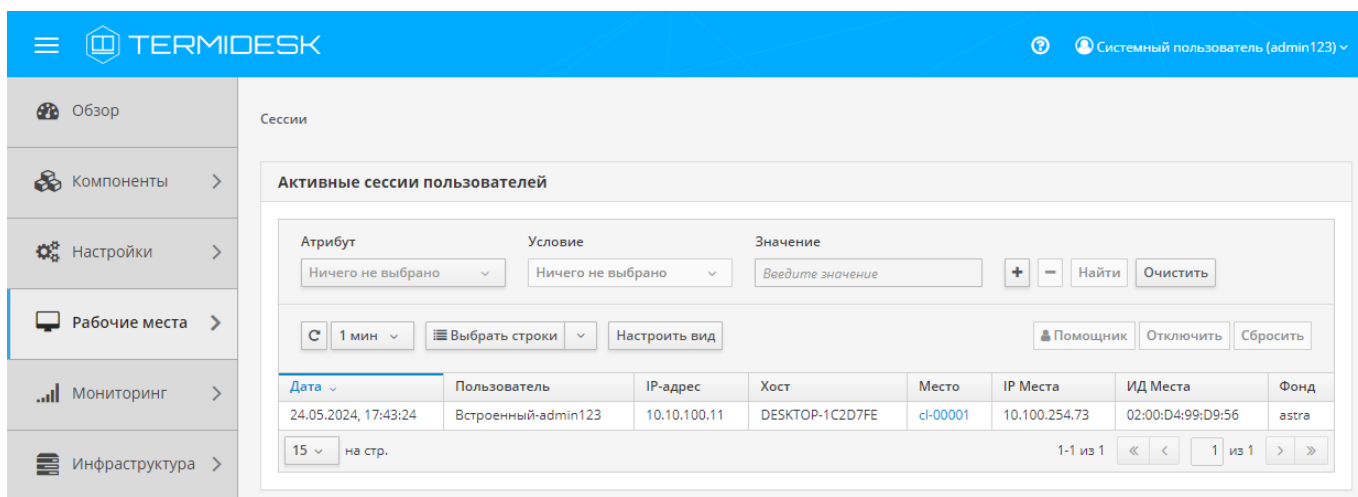 TERMIDESK
Системный пользователь (admin123)
Обзор
Компоненты
Настройки
Рабочие места
Мониторинг
Инфраструктура
Сессии
Активные сессии пользователей
Атрибут Условие Значение
Ничего не выбрано Ничего не выбрано Введите значение + − Найти Очистить
1 мин Выбрать строки Настроить вид Помощник Отключить Сбросить
Дата Пользователь IP-адрес Хост Место IP Места ИД Места Фонд
24.05.2024, 17:43:24 Встроенный-admin123 10.10.100.11 DESKTOP-1C2D7FE cl-00001 10.100.254.73 02:00:D4:99:D9:56 astra
15 на стр. 1-1 из 1 « < 1 из 1 > »